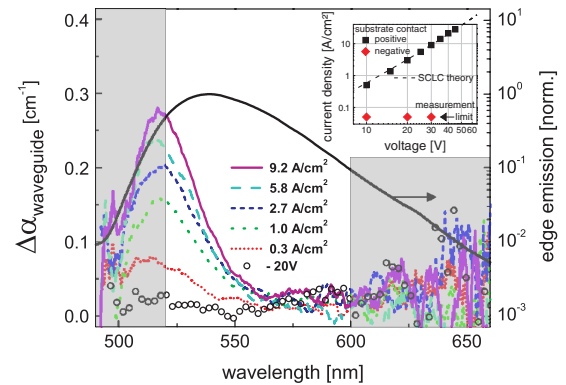 Δα waveguide [cm⁻¹]
0.4
0.3
0.2
0.1
0.0
500
550
600
650
wavelength [nm]
edge emission [norm.]
10¹
10⁰
10⁻¹
10⁻²
10⁻³
9.2 A/cm²
5.8 A/cm²
2.7 A/cm²
1.0 A/cm²
0.3 A/cm²
- 20V
current density [A/cm²]
10
1
0.1
substrate contact
positive
negative
SCLC theory
measurement
limit
10
20
30
40
50
60
voltage [V]